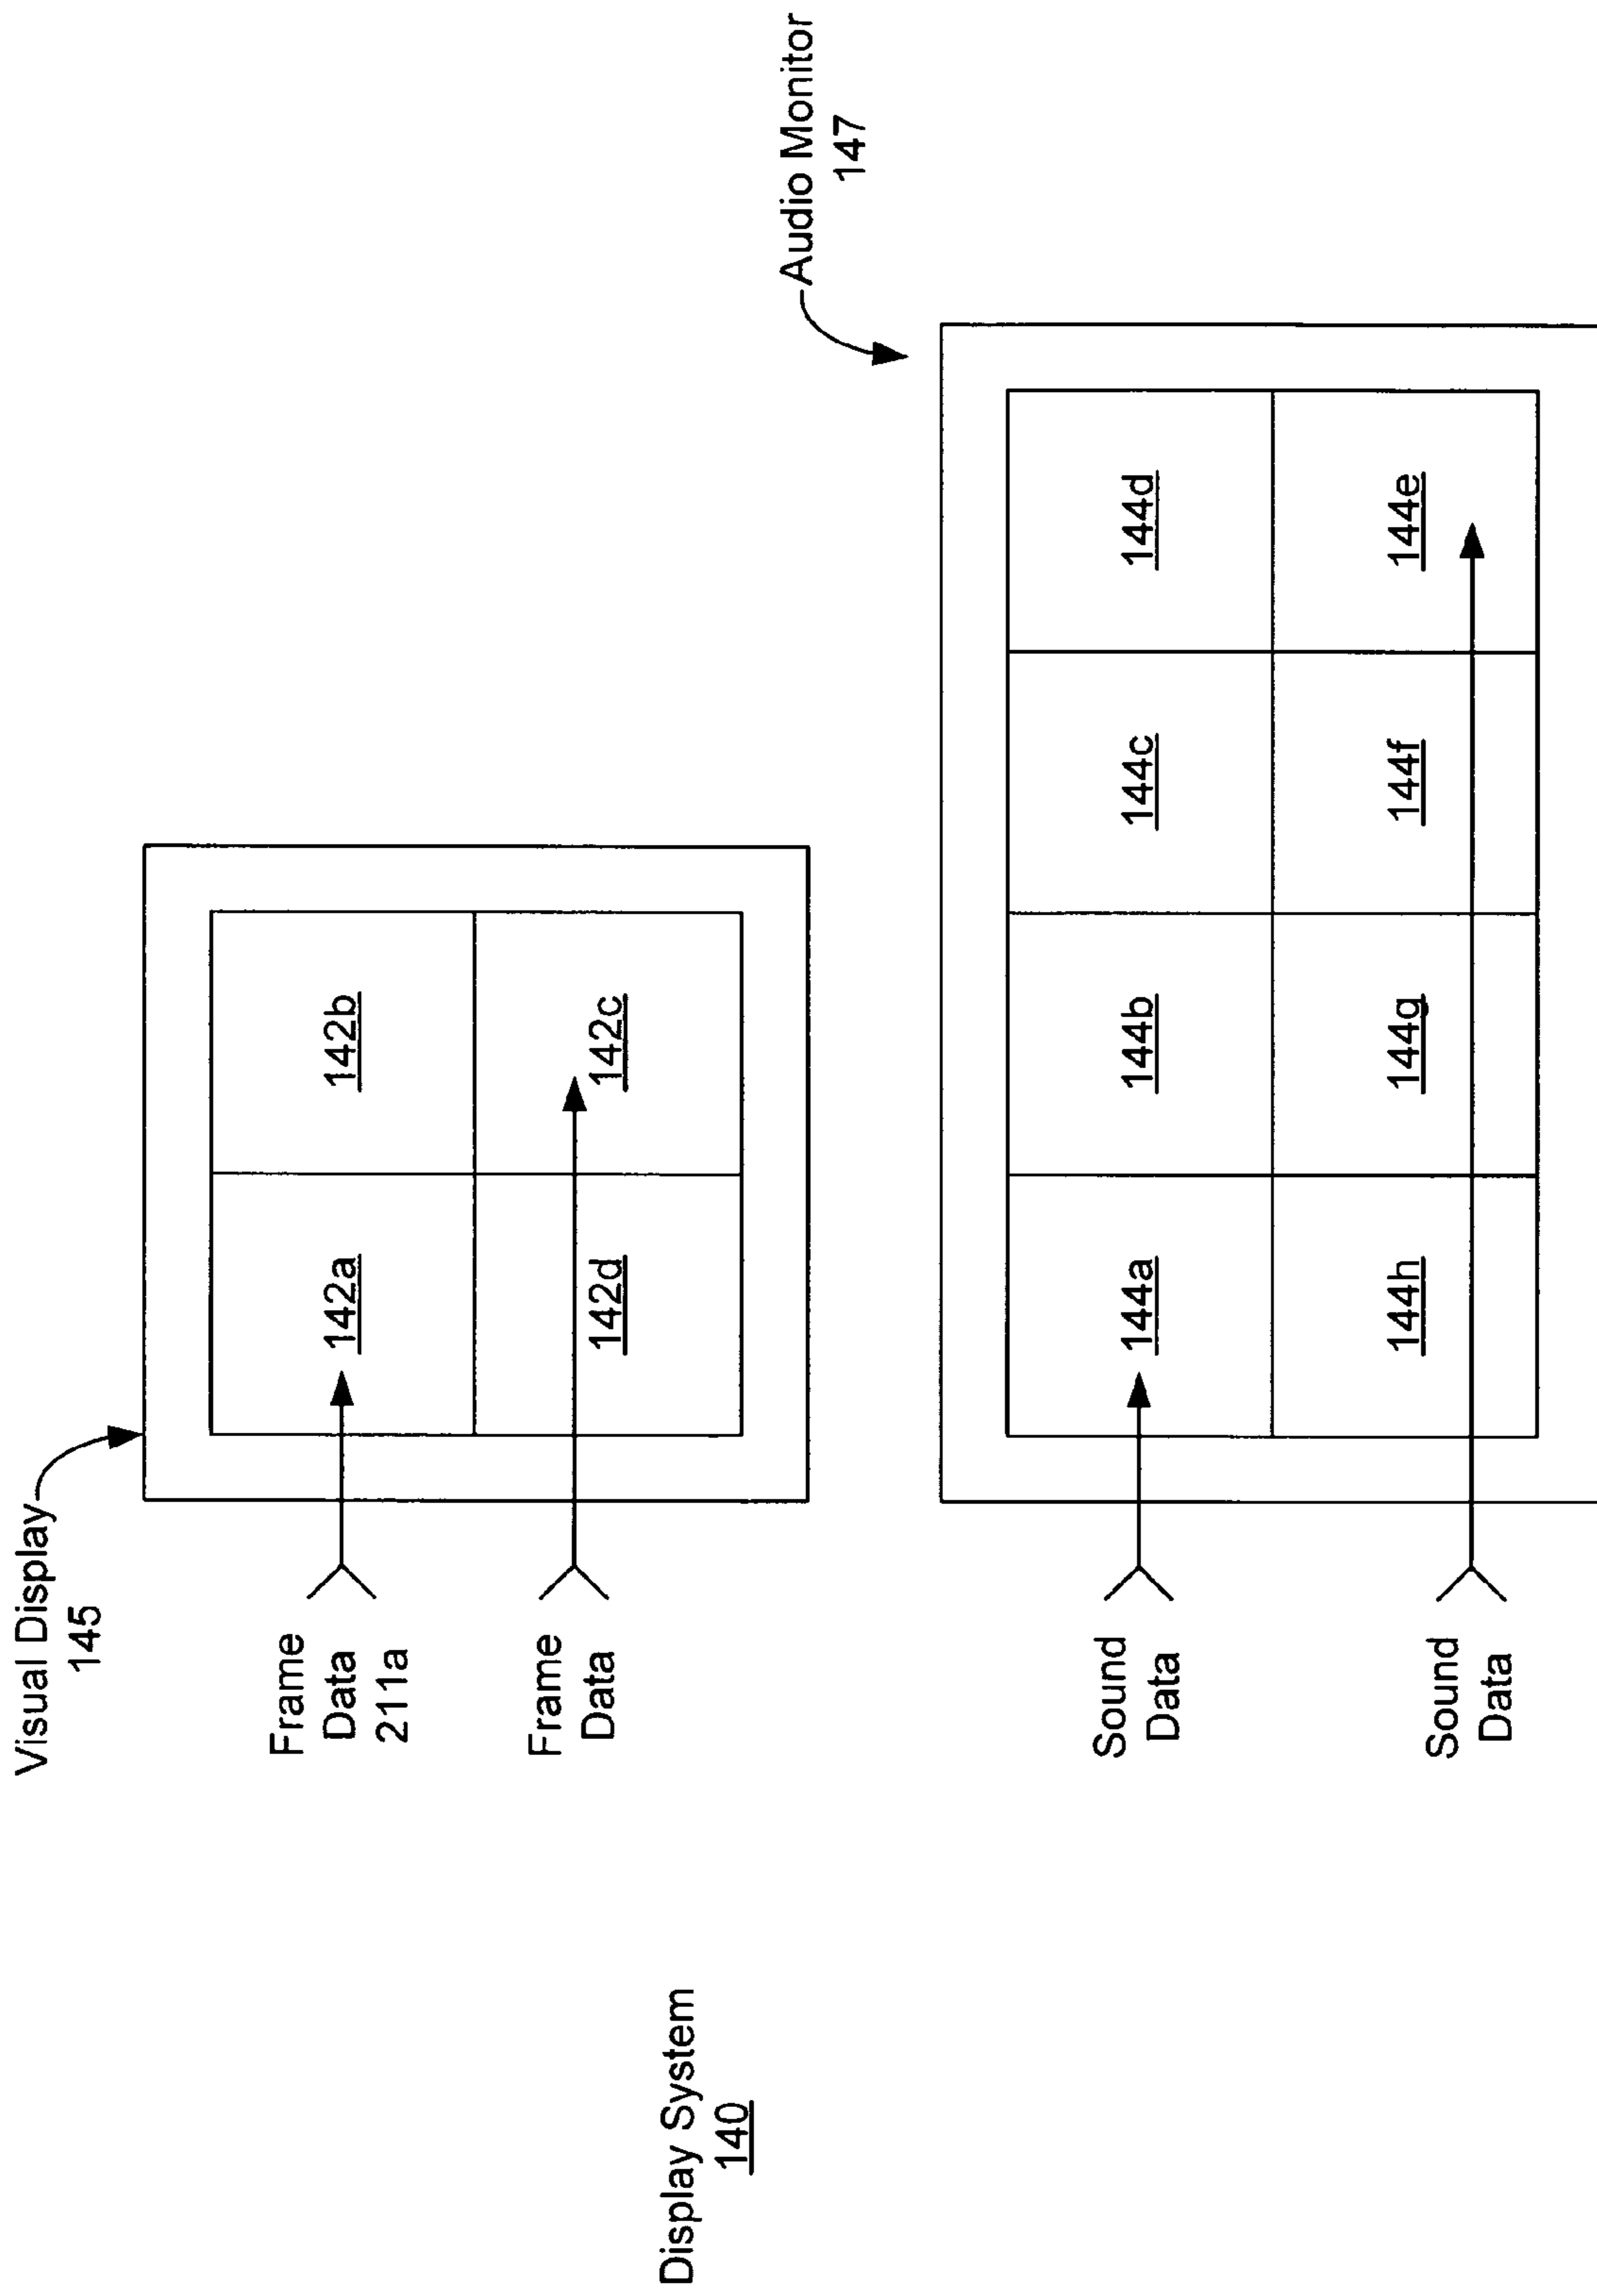 Visual Display
145
Frame
Data
211a
142a
142b
Frame
Data
142d
142c
Display System
140
Audio Monitor
147
Sound
Data
144a
144b
144c
144d
144h
144g
144f
144e
Sound
Data